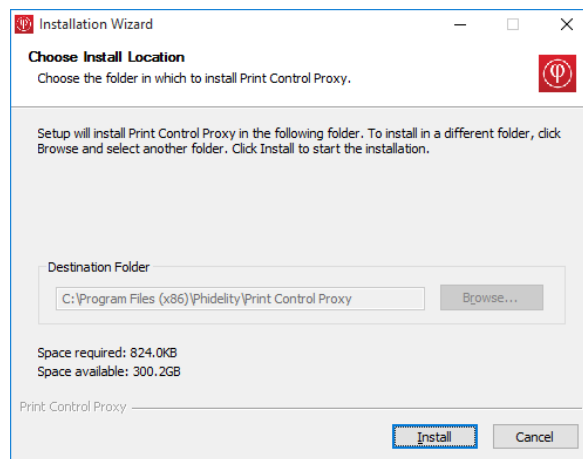 Installation Wizard
Choose Install Location
Choose the folder in which to install Print Control Proxy.
Setup will install Print Control Proxy in the following folder. To install in a different folder, click
Browse and select another folder. Click Install to start the installation.
Destination Folder
C:\Program Files (x86)\Phidelity\Print Control Proxy
Browse...
Space required: 824.0KB
Space available: 300.2GB
Print Control Proxy
Install
Cancel